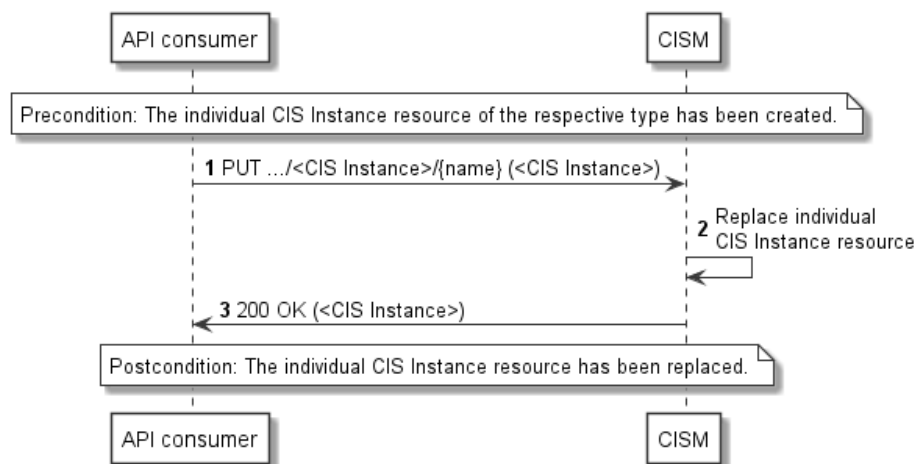 API consumer
CISM
Precondition: The individual CIS Instance resource of the respective type has been created.
1 PUT .../<CIS Instance>/{name} (<CIS Instance>)
2 Replace individual
CIS Instance resource
3 200 OK (<CIS Instance>)
Postcondition: The individual CIS Instance resource has been replaced.
API consumer
CISM